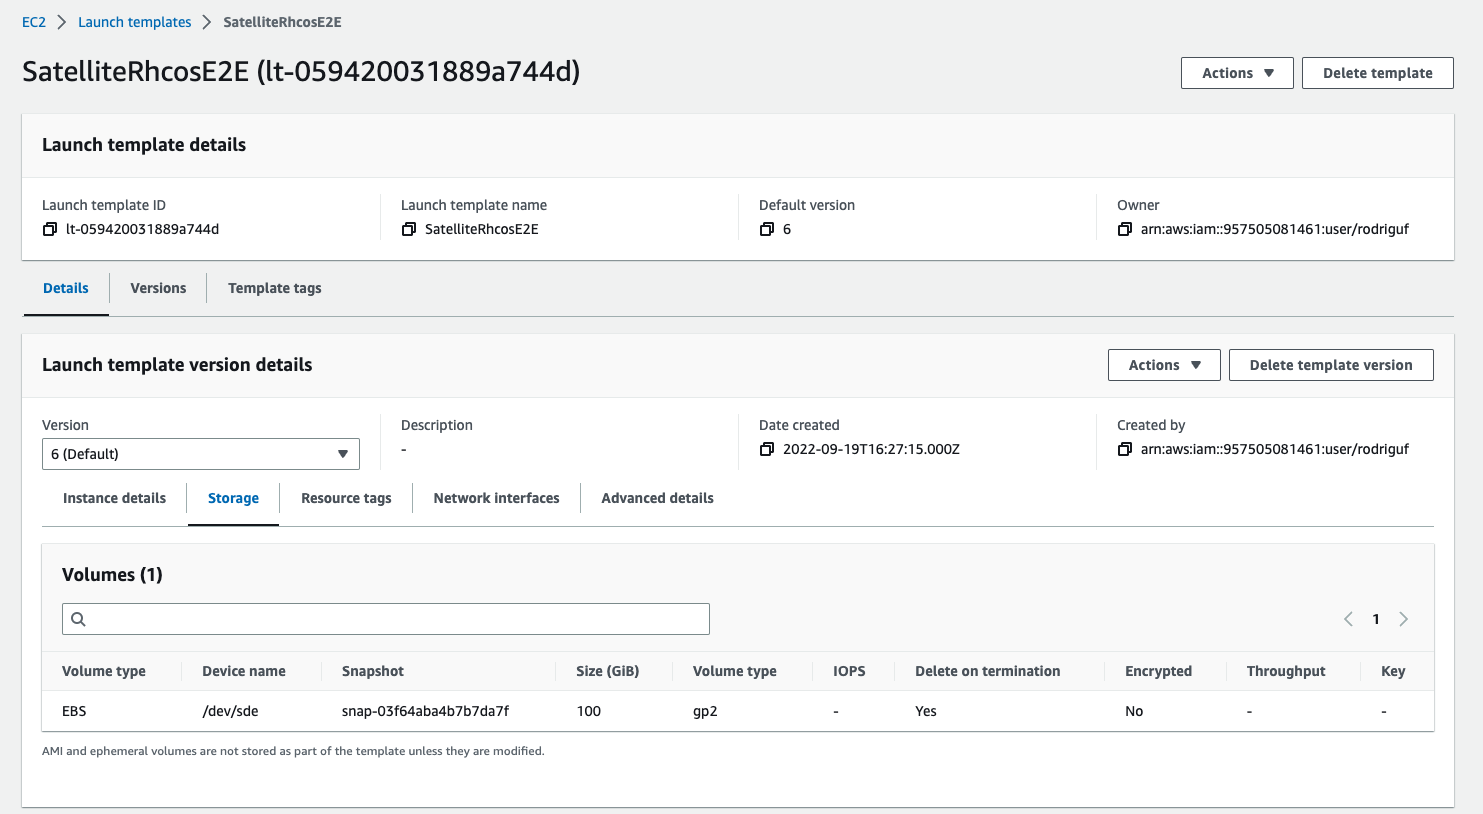 EC2 > Launch templates > SatelliteRhcosE2E
SatelliteRhcosE2E (lt-059420031889a744d)
Actions ▼ Delete template
Launch template details
Launch template ID Launch template name Default version Owner
lt-059420031889a744d SatelliteRhcosE2E 6 arn:aws:iam::957505081461:user/rodriguf
Details Versions Template tags
Launch template version details
Actions ▼ Delete template version
Version Description Date created Created by
6 (Default) - 2022-09-19T16:27:15.000Z arn:aws:iam::957505081461:user/rodriguf
Instance details Storage Resource tags Network interfaces Advanced details
Volumes (1)
< 1 >
Volume type Device name Snapshot Size (GiB) Volume type IOPS Delete on termination Encrypted Throughput Key
EBS /dev/sde snap-03f64aba4b7b7da7f 100 gp2 - Yes No - -
AMI and ephemeral volumes are not stored as part of the template unless they are modified.